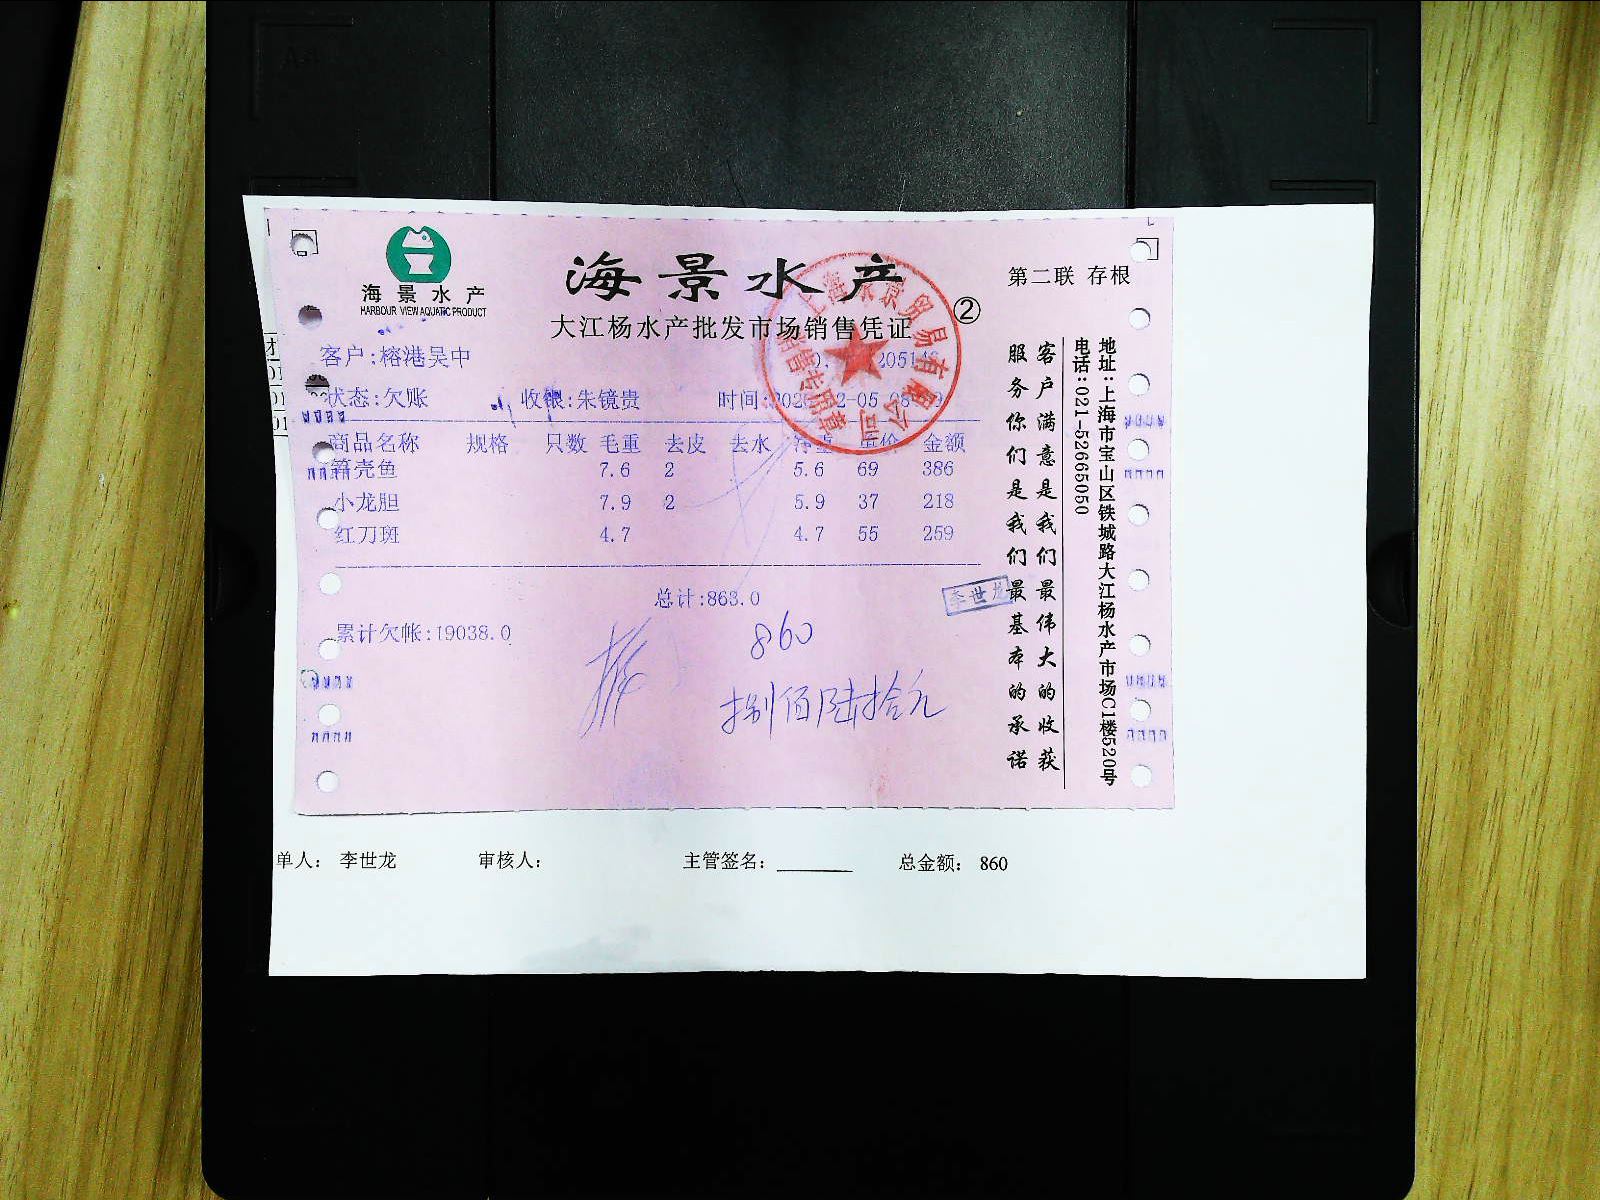 海景水产
HARBOUR VIEW AQUATIC PRODUCT
海景水产
大江杨水产批发市场销售凭证
②
第二联 存根
客户:榕港吴中
状态:欠账 收银:朱镜贵 时间:
商品名称 规格 只数 毛重 去皮 去水 净重 单价 金额
笋壳鱼 7.6 2 5.6 69 386
小龙胆 7.9 2 5.9 37 218
红刀斑 4.7 4.7 55 259
总计:863.0
累计欠帐:19038.0
860
捌佰陆拾元
李世龙
客户满意是我们最伟大的收获
服务你们是我们最基本的承诺
地址:上海市宝山区铁城路大江杨水产市场C1楼520号
电话:021-52665050
贸易有限公司
单人: 李世龙 审核人: 主管签名: 总金额: 860